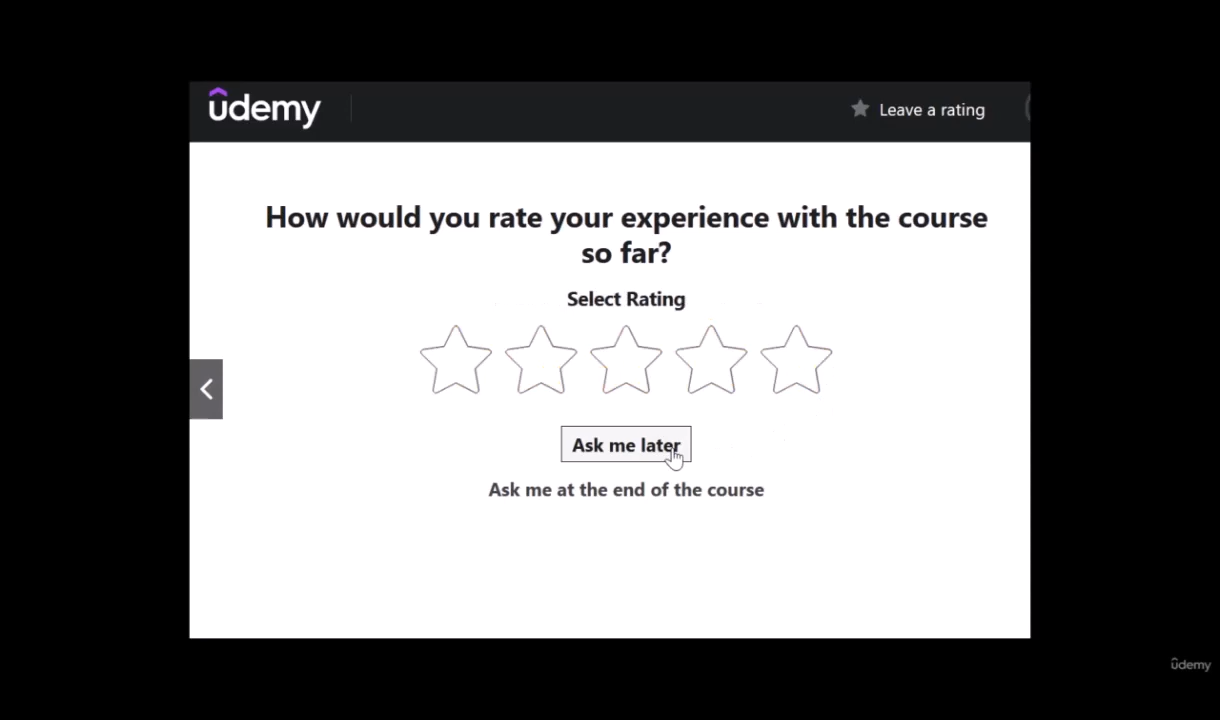 udemy
Leave a rating
How would you rate your experience with the course
so far?
Select Rating
Ask me later
Ask me at the end of the course
udemy